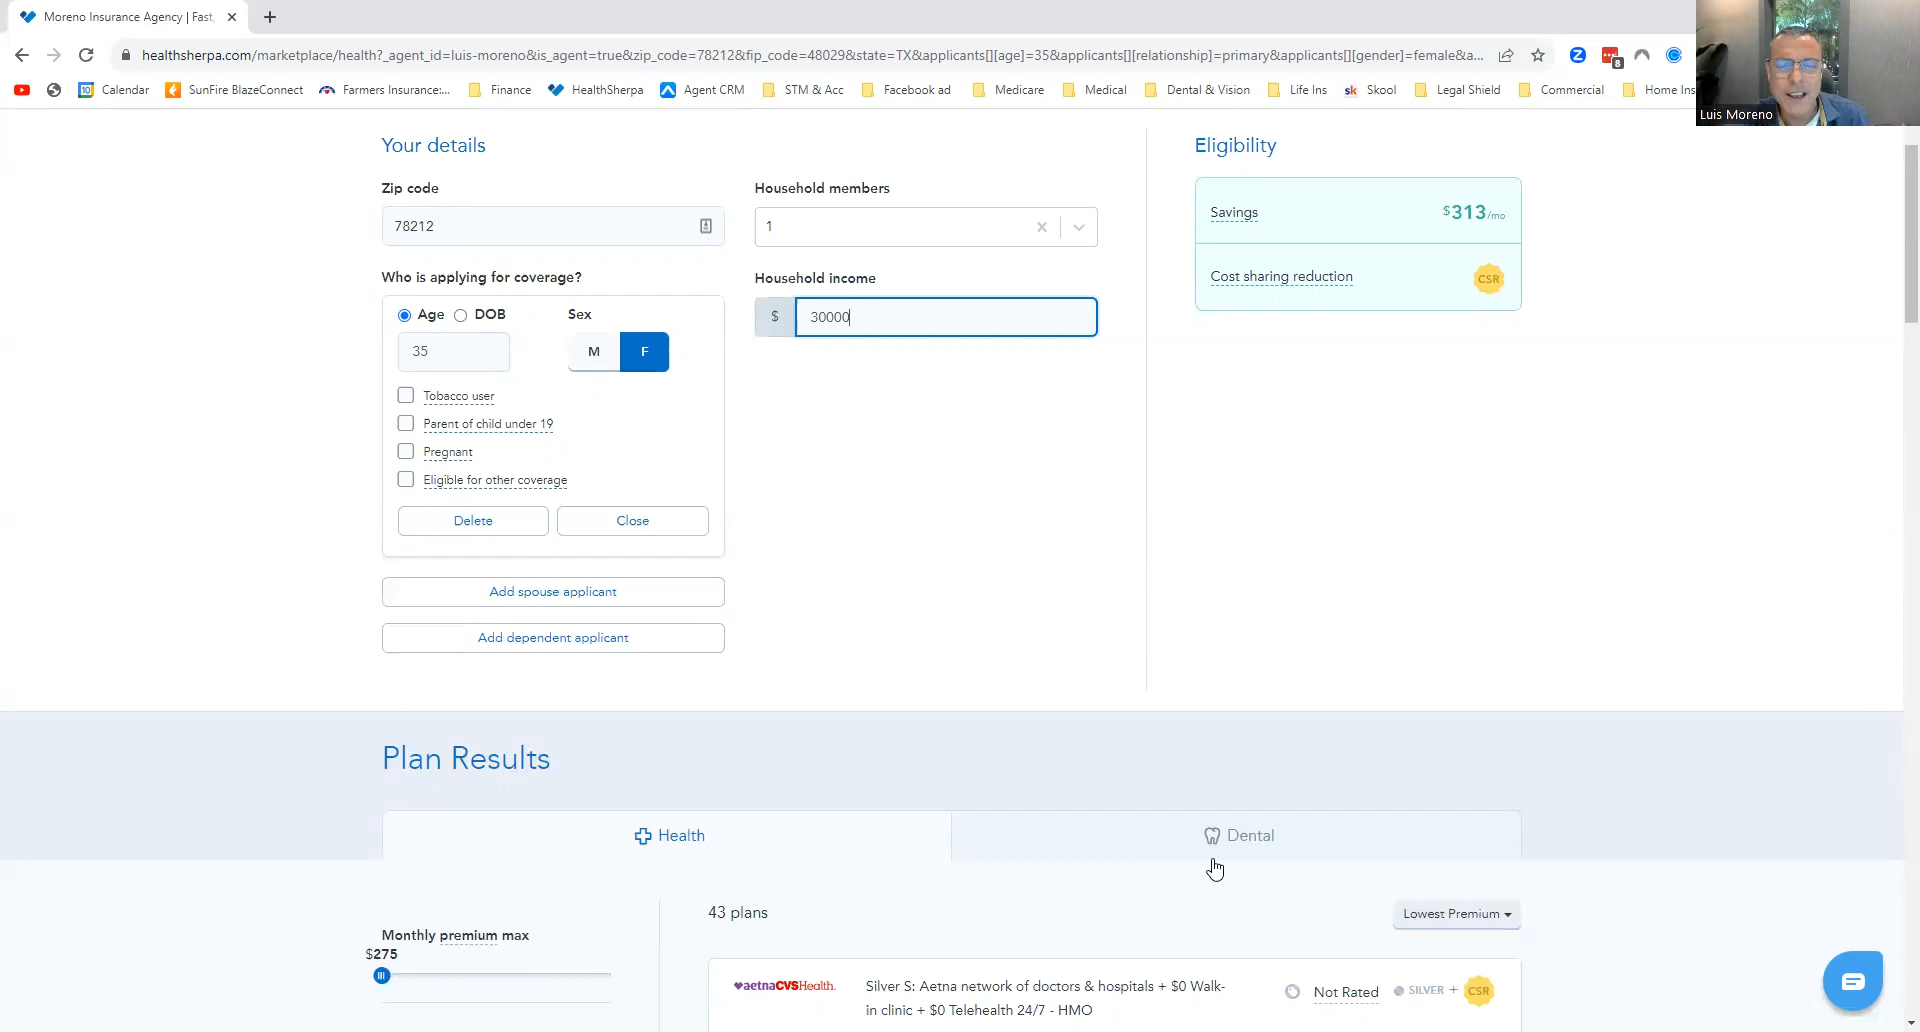 Moreno Insurance Agency | Fast,
healthsherpa.com/marketplace/health?_agent_id=luis-moreno&is_agent=true&zip_code=78212&fip_code=48029&state=TX&applicants[][age]=35&applicants[][relationship]=primary&applicants[][gender]=female&a...
8
10 Calendar
SunFire BlazeConnect
Farmers Insurance:...
Finance
HealthSherpa
Agent CRM
STM & Acc
Facebook ad
Medicare
Medical
Dental & Vision
Life Ins
sk Skool
Legal Shield
Commercial
Home Ins
Luis Moreno
Your details
Zip code
78212
Who is applying for coverage?
Age
DOB
Sex
35
M
F
Tobacco user
Parent of child under 19
Pregnant
Eligible for other coverage
Delete
Close
Add spouse applicant
Add dependent applicant
Household members
1
Household income
$
30000
Eligibility
Savings
$313/mo
Cost sharing reduction
CSR
Plan Results
Health
Dental
Monthly premium max
$275
43 plans
Lowest Premium
aetna CVSHealth.
Silver S: Aetna network of doctors & hospitals + $0 Walk-
in clinic + $0 Telehealth 24/7 - HMO
Not Rated
SILVER +
CSR